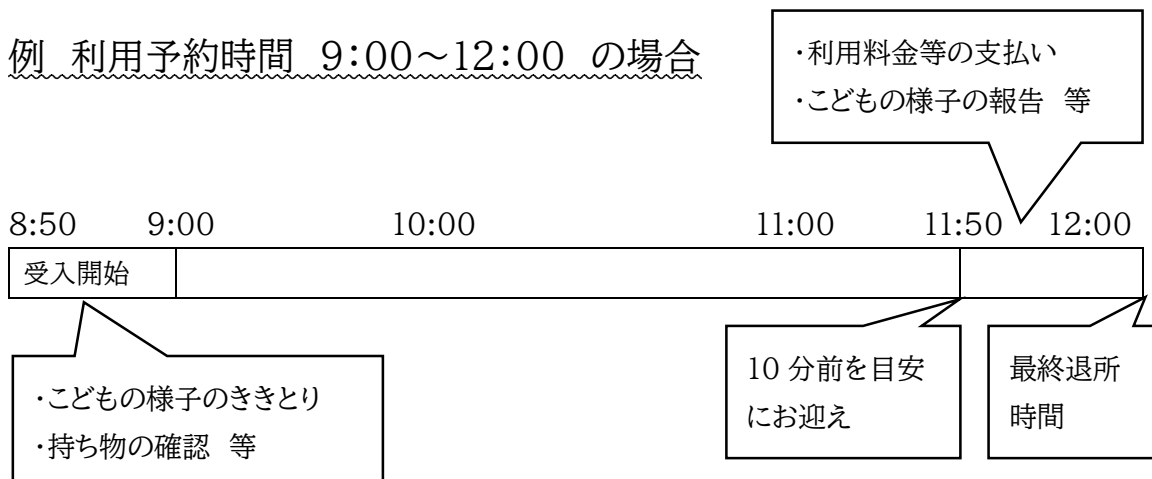 例 利用予約時間 9:00～12:00 の場合
・利用料金等の支払い
・こどもの様子の報告 等
8:50 9:00 10:00 11:00 11:50 12:00
受入開始
・こどもの様子のききとり
・持ち物の確認 等
10 分前を目安
にお迎え
最終退所
時間